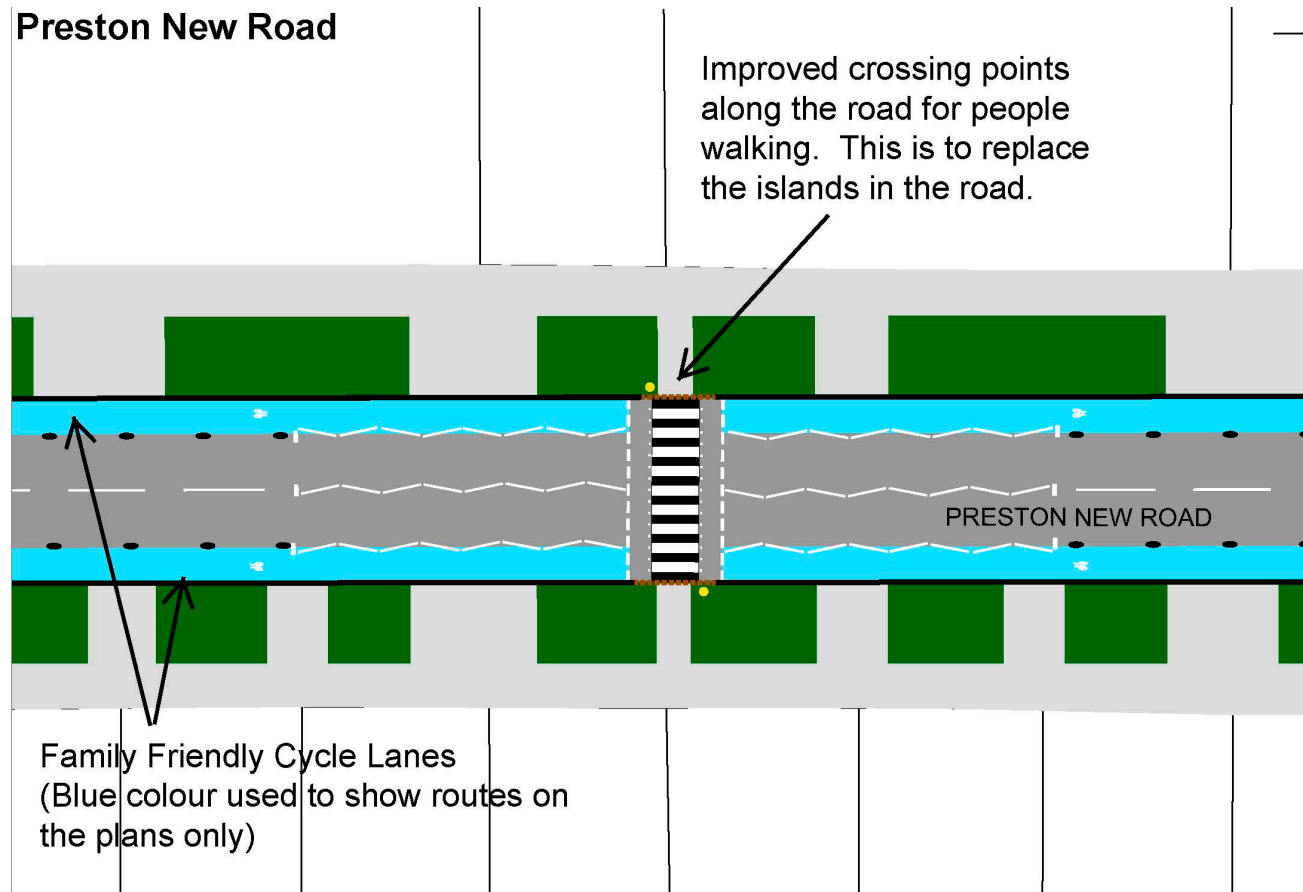 Preston New Road
Improved crossing points
along the road for people
walking.  This is to replace
the islands in the road.
PRESTON NEW ROAD
Family Friendly Cycle Lanes
(Blue colour used to show routes on
the plans only)